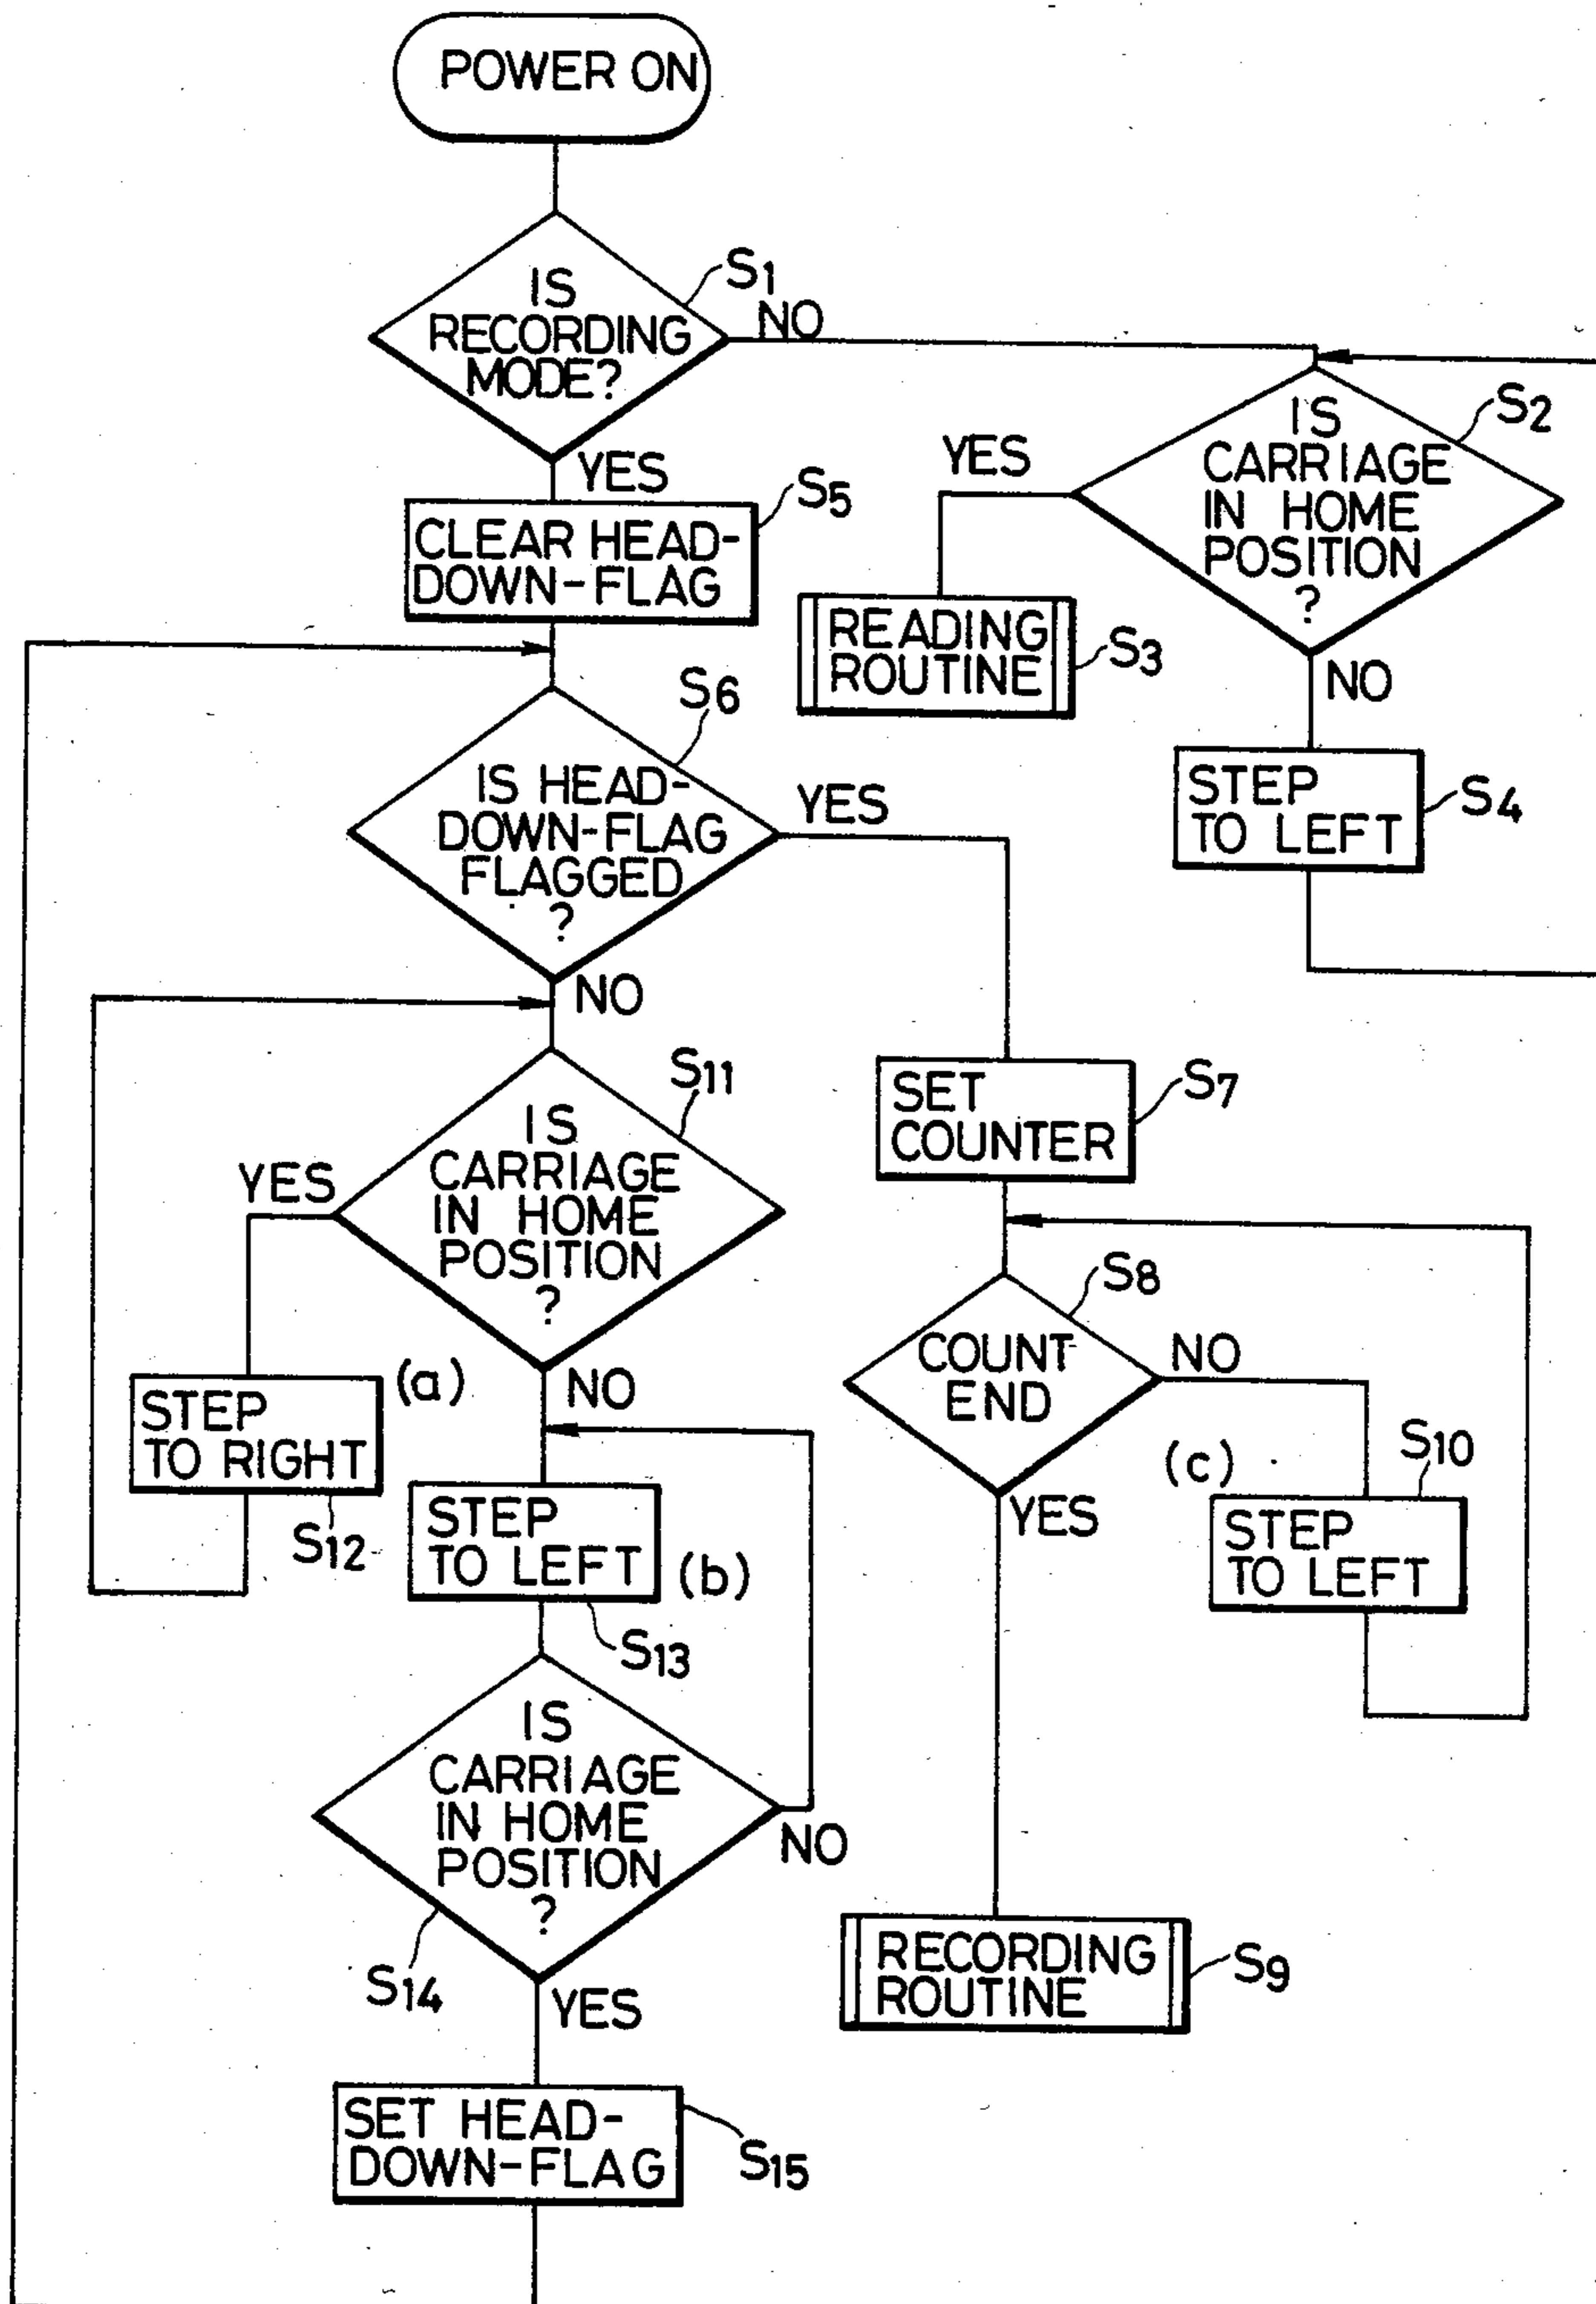 POWER ON
S1
IS
RECORDING
MODE?
NO
YES
S2
IS
CARRIAGE
IN HOME
POSITION
?
YES
NO
S5
CLEAR HEAD-
DOWN-FLAG
READING
ROUTINE
S3
S6
IS HEAD-
DOWN-FLAG
FLAGGED
?
YES
NO
STEP
TO LEFT
S4
S11
IS
CARRIAGE
IN HOME
POSITION
?
YES
NO
SET
COUNTER
S7
S8
COUNT
END
NO
YES
(a)
STEP
TO RIGHT
S12
(c)
S10
STEP
TO LEFT
STEP
TO LEFT
(b)
S13
IS
CARRIAGE
IN HOME
POSITION
?
NO
S14
YES
RECORDING
ROUTINE
S9
SET HEAD-
DOWN-FLAG
S15